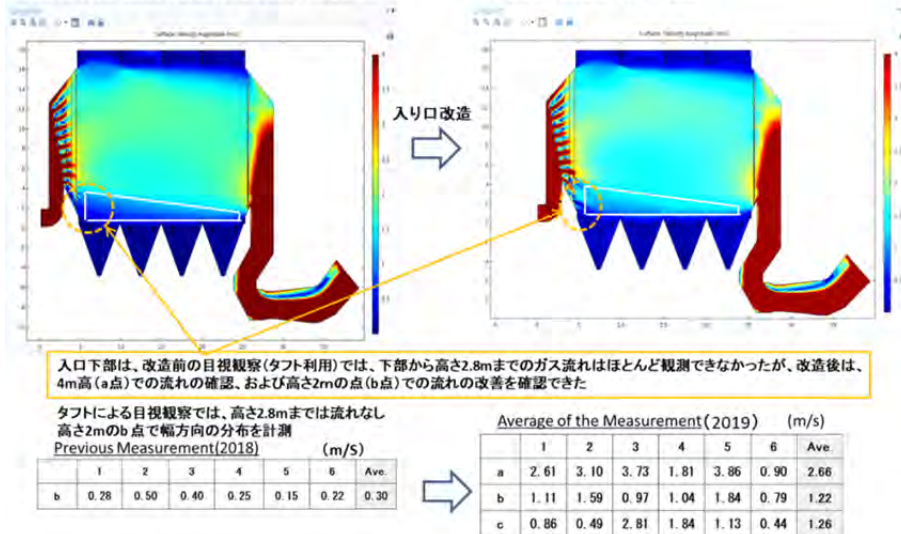 Surface: Velocity magnitude (m/s)
Surface: Velocity magnitude (m/s)
入り口改造
入口下部は、改造前の目視観察(タフト利用)では、下部から高さ2.8mまでのガス流れはほとんど観測できなかったが、改造後は、
4m高(a点)での流れの確認、および高さ2mの点(b点)での流れの改善を確認できた
タフトによる目視観察では、高さ2.8mまでは流れなし
高さ2mのb点で幅方向の分布を計測
Previous Measurement(2018) (m/S)
1 2 3 4 5 6 Ave.
b 0.28 0.50 0.40 0.25 0.15 0.22 0.30
Average of the Measurement(2019) (m/s)
1 2 3 4 5 6 Ave.
a 2.61 3.10 3.73 1.81 3.86 0.90 2.66
b 1.11 1.59 0.97 1.04 1.84 0.79 1.22
c 0.86 0.49 2.81 1.84 1.13 0.44 1.26